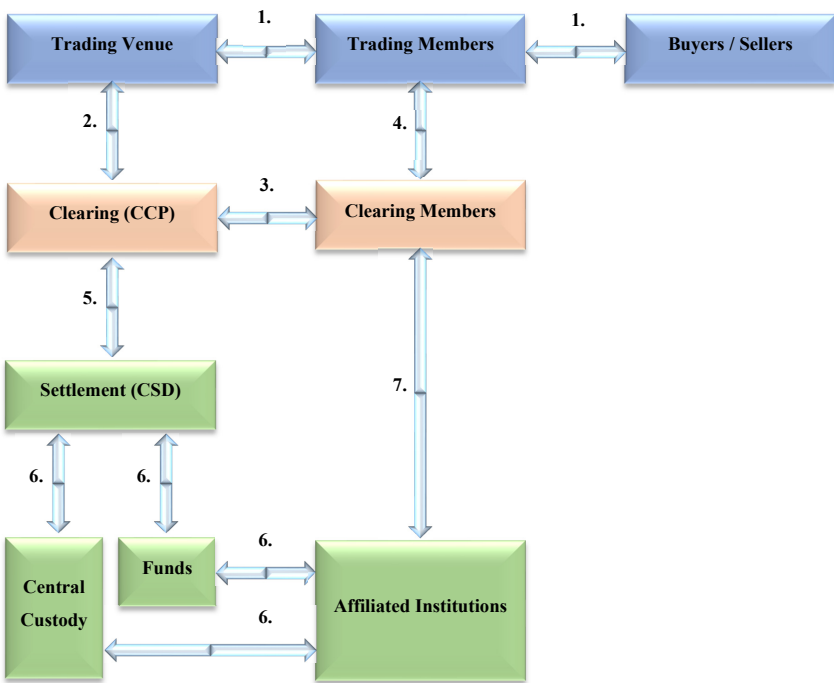 1.
1.
Trading Venue
Trading Members
Buyers / Sellers
2.
4.
3.
Clearing (CCP)
Clearing Members
5.
Settlement (CSD)
7.
6.
6.
6.
Funds
Central
Custody
Affiliated Institutions
6.